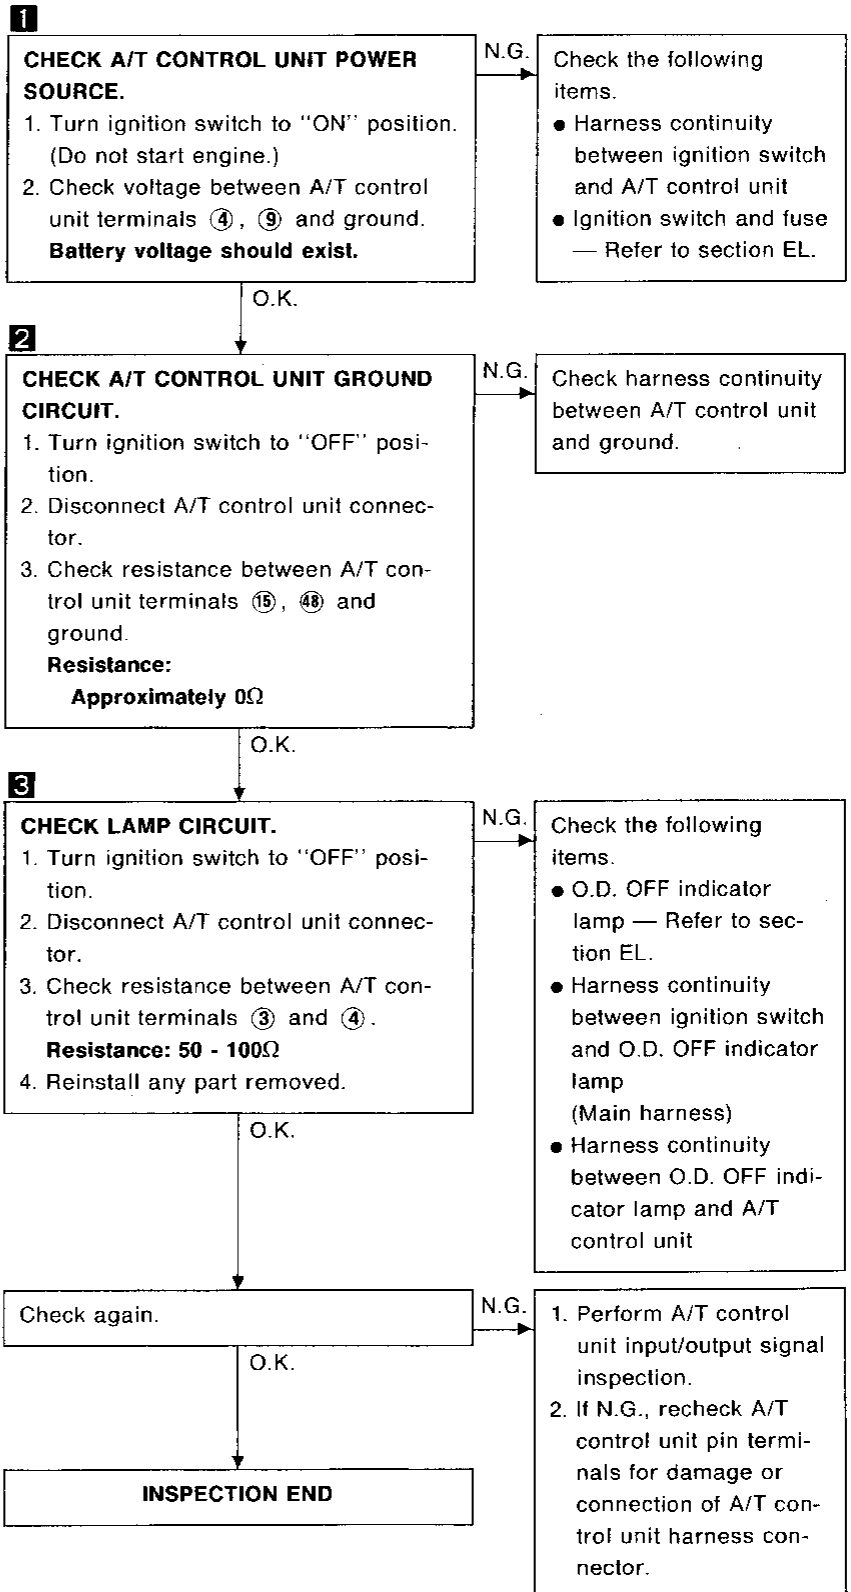 1
CHECK A/T CONTROL UNIT POWER
SOURCE.
1. Turn ignition switch to "ON" position.
(Do not start engine.)
2. Check voltage between A/T control
unit terminals ④, ⑨ and ground.
Battery voltage should exist.
N.G.
Check the following
items.
● Harness continuity
between ignition switch
and A/T control unit
● Ignition switch and fuse
— Refer to section EL.
O.K.
2
CHECK A/T CONTROL UNIT GROUND
CIRCUIT.
1. Turn ignition switch to "OFF" posi-
tion.
2. Disconnect A/T control unit connec-
tor.
3. Check resistance between A/T con-
trol unit terminals ⑮, ㊽ and
ground.
Resistance:
Approximately 0Ω
N.G.
Check harness continuity
between A/T control unit
and ground.
O.K.
3
CHECK LAMP CIRCUIT.
1. Turn ignition switch to "OFF" posi-
tion.
2. Disconnect A/T control unit connec-
tor.
3. Check resistance between A/T con-
trol unit terminals ③ and ④.
Resistance: 50 - 100Ω
4. Reinstall any part removed.
N.G.
Check the following
items.
● O.D. OFF indicator
lamp — Refer to sec-
tion EL.
● Harness continuity
between ignition switch
and O.D. OFF indicator
lamp
(Main harness)
● Harness continuity
between O.D. OFF indi-
cator lamp and A/T
control unit
O.K.
Check again.
N.G.
1. Perform A/T control
unit input/output signal
inspection.
2. If N.G., recheck A/T
control unit pin termi-
nals for damage or
connection of A/T con-
trol unit harness con-
nector.
O.K.
INSPECTION END